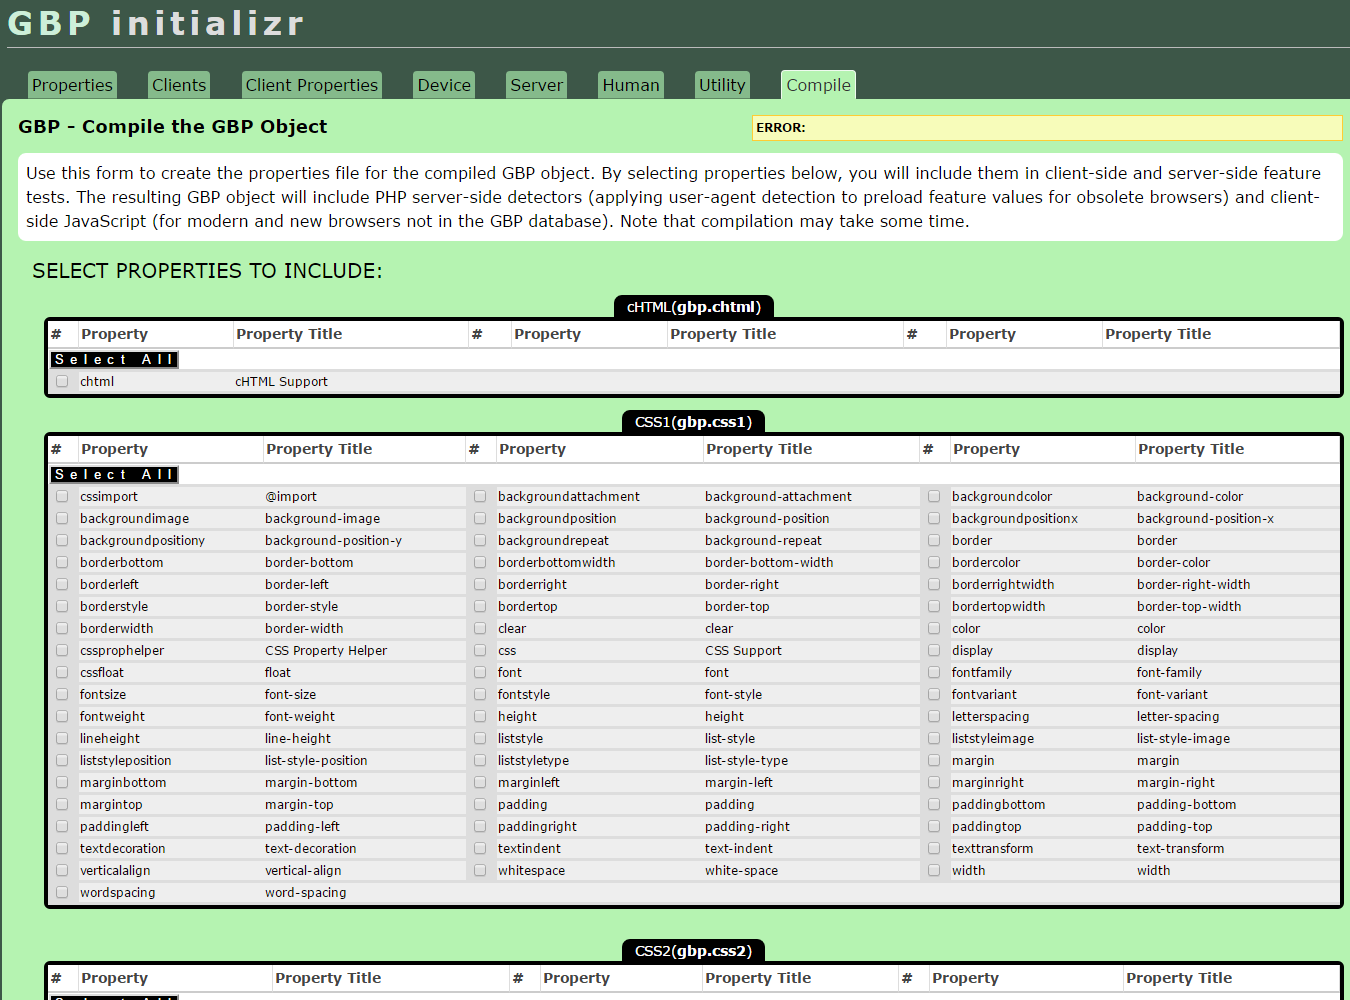 GBP initializr
Properties Clients Client Properties Device Server Human Utility Compile
GBP - Compile the GBP Object
ERROR:
Use this form to create the properties file for the compiled GBP object. By selecting properties below, you will include them in client-side and server-side feature
tests. The resulting GBP object will include PHP server-side detectors (applying user-agent detection to preload feature values for obsolete browsers) and client-
side JavaScript (for modern and new browsers not in the GBP database). Note that compilation may take some time.
SELECT PROPERTIES TO INCLUDE:
cHTML(gbp.chtml)
# Property Property Title # Property Property Title # Property Property Title
Select All
chtml cHTML Support
CSS1(gbp.css1)
# Property Property Title # Property Property Title # Property Property Title
Select All
cssimport @import backgroundattachment background-attachment backgroundcolor background-color
backgroundimage background-image backgroundposition background-position backgroundpositionx background-position-x
backgroundpositiony background-position-y backgroundrepeat background-repeat border border
borderbottom border-bottom borderbottomwidth border-bottom-width bordercolor border-color
borderleft border-left borderright border-right borderrightwidth border-right-width
borderstyle border-style bordertop border-top bordertopwidth border-top-width
borderwidth border-width clear clear color color
cssprophelper CSS Property Helper css CSS Support display display
cssfloat float font font fontfamily font-family
fontsize font-size fontstyle font-style fontvariant font-variant
fontweight font-weight height height letterspacing letter-spacing
lineheight line-height liststyle list-style liststyleimage list-style-image
liststyleposition list-style-position liststyletype list-style-type margin margin
marginbottom margin-bottom marginleft margin-left marginright margin-right
margintop margin-top padding padding paddingbottom padding-bottom
paddingleft padding-left paddingright padding-right paddingtop padding-top
textdecoration text-decoration textindent text-indent texttransform text-transform
verticalalign vertical-align whitespace white-space width width
wordspacing word-spacing
CSS2(gbp.css2)
# Property Property Title # Property Property Title # Property Property Title
Select All